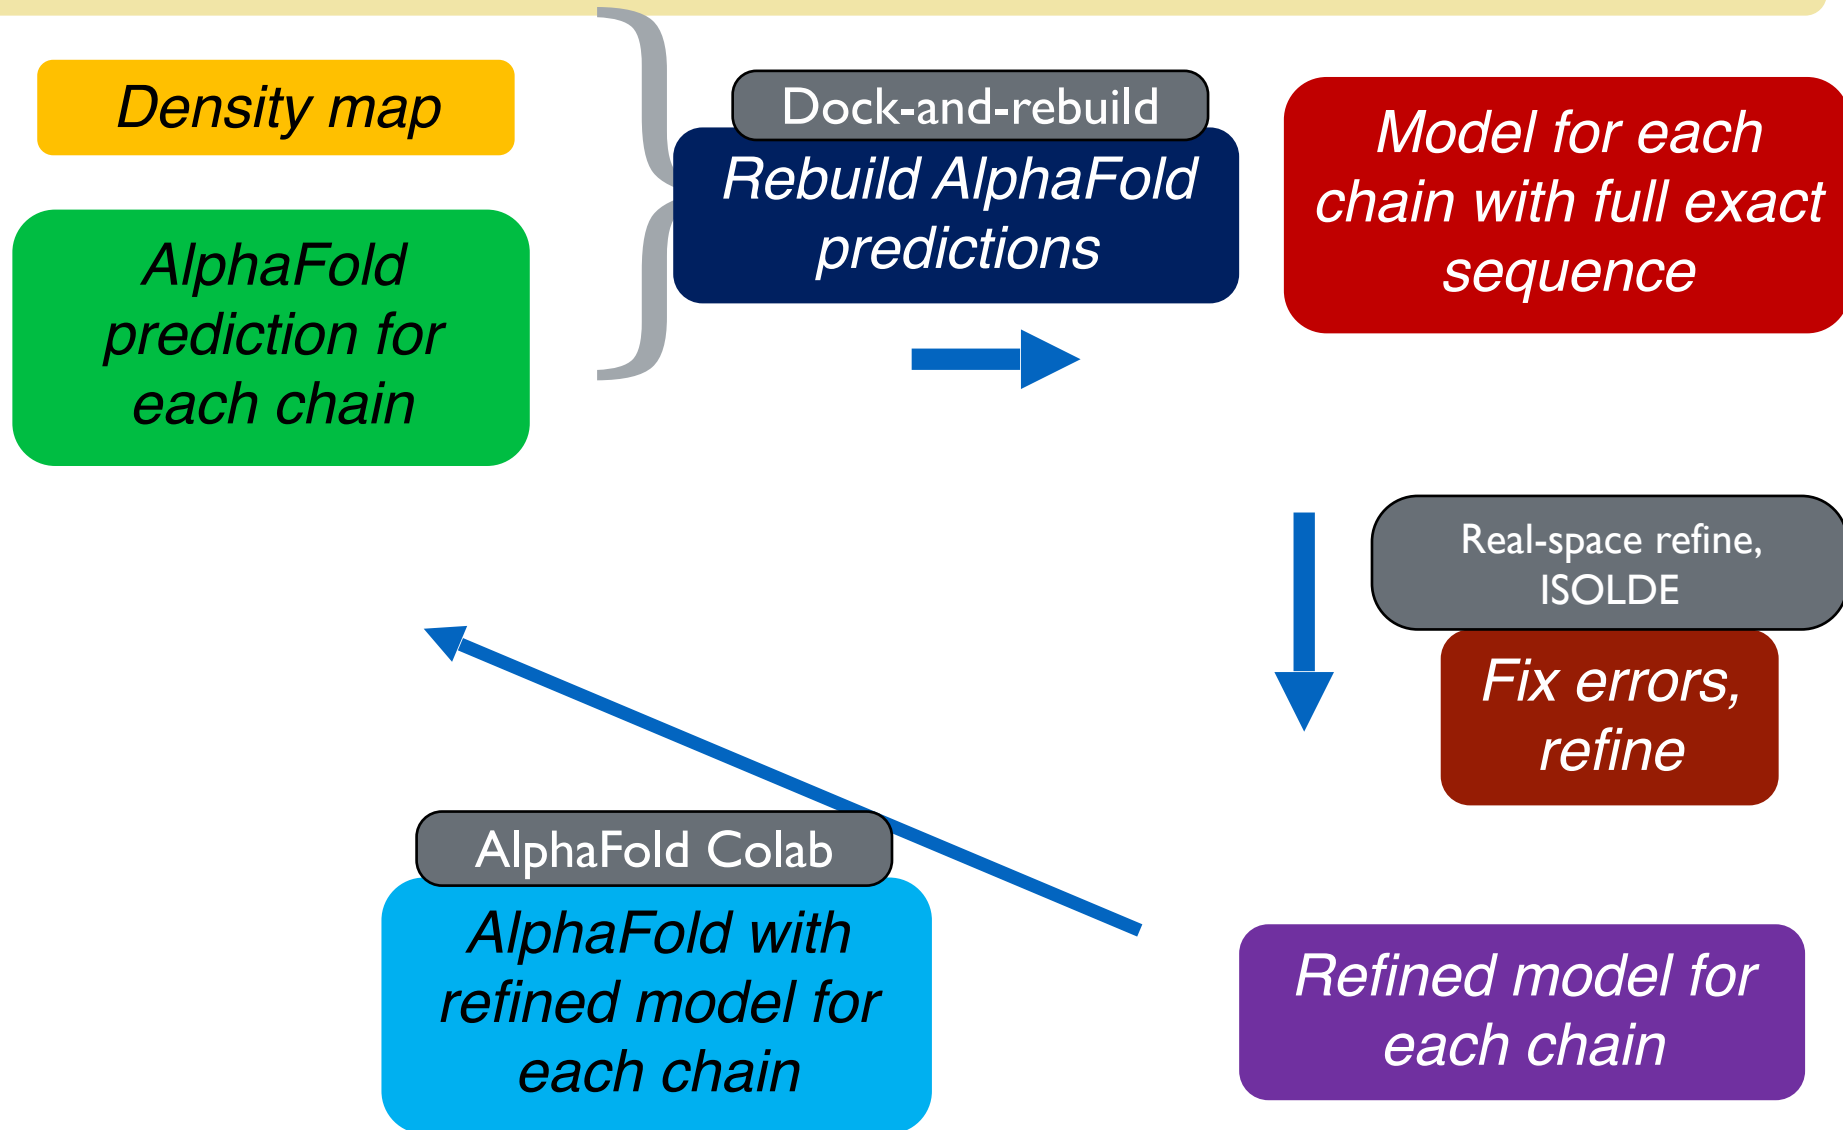 Density map
AlphaFold
prediction for
each chain
Dock-and-rebuild
Rebuild AlphaFold
predictions
Model for each
chain with full exact
sequence
Real-space refine,
ISOLDE
Fix errors,
refine
AlphaFold Colab
AlphaFold with
refined model for
each chain
Refined model for
each chain